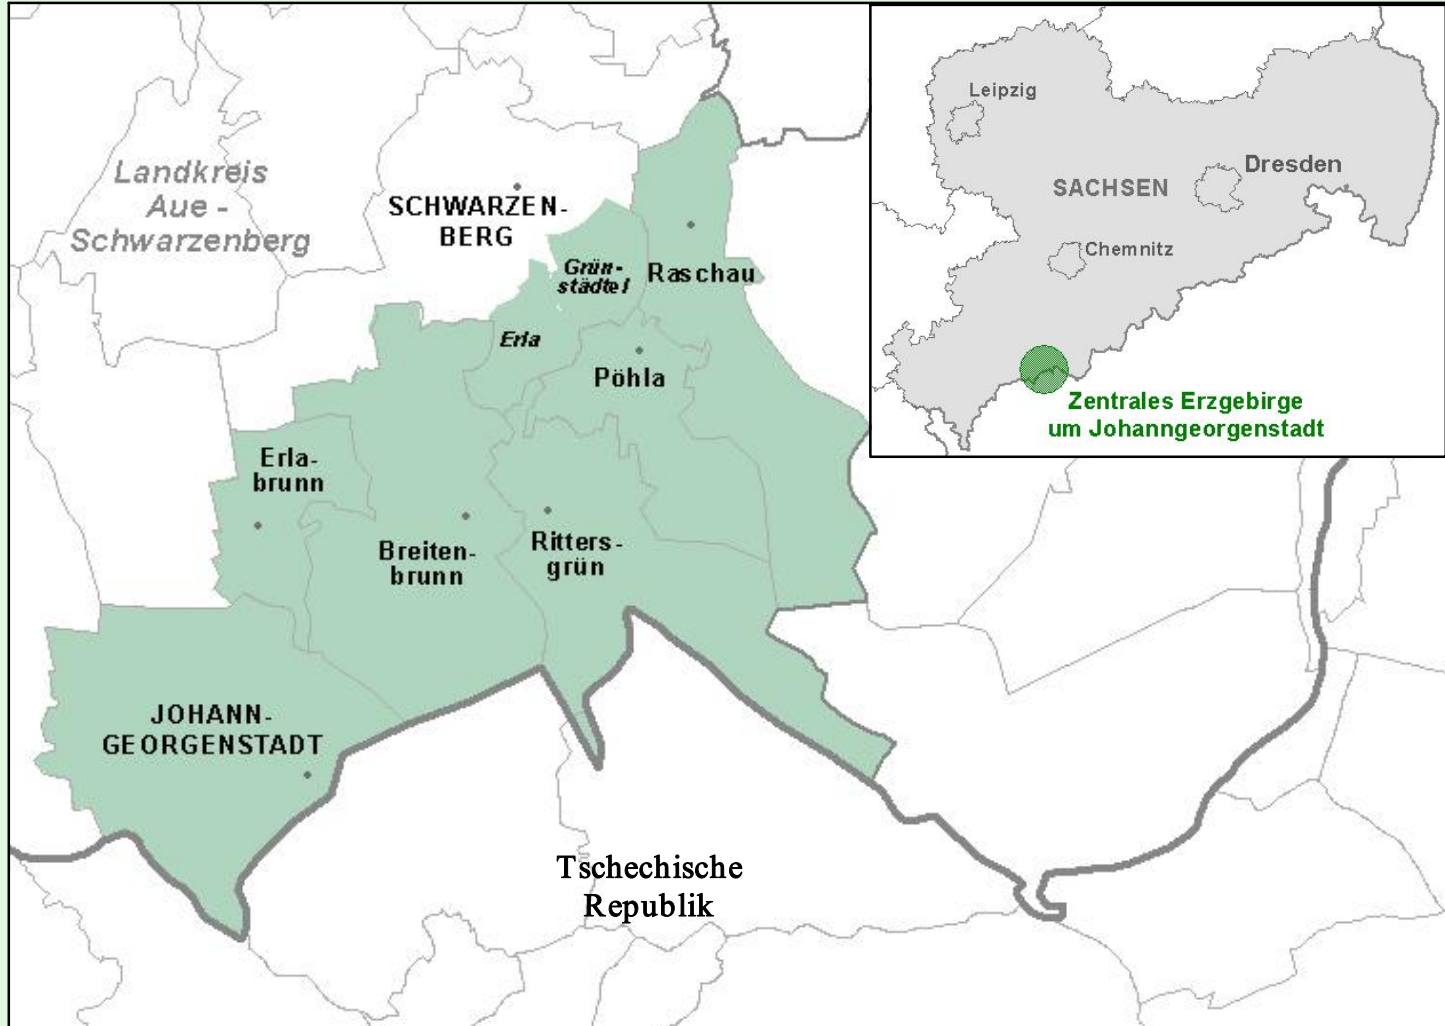 Landkreis
Aue -
Schwarzenberg
SCHWARZEN-
BERG
Grün-
städtel
Raschau
Erla
Pöhla
Erla-
brunn
Breiten-
brunn
Ritters-
grün
JOHANN-
GEORGENSTADT
Tschechische
Republik
Leipzig
Dresden
SACHSEN
Chemnitz
Zentrales Erzgebirge
um Johanngeorgenstadt